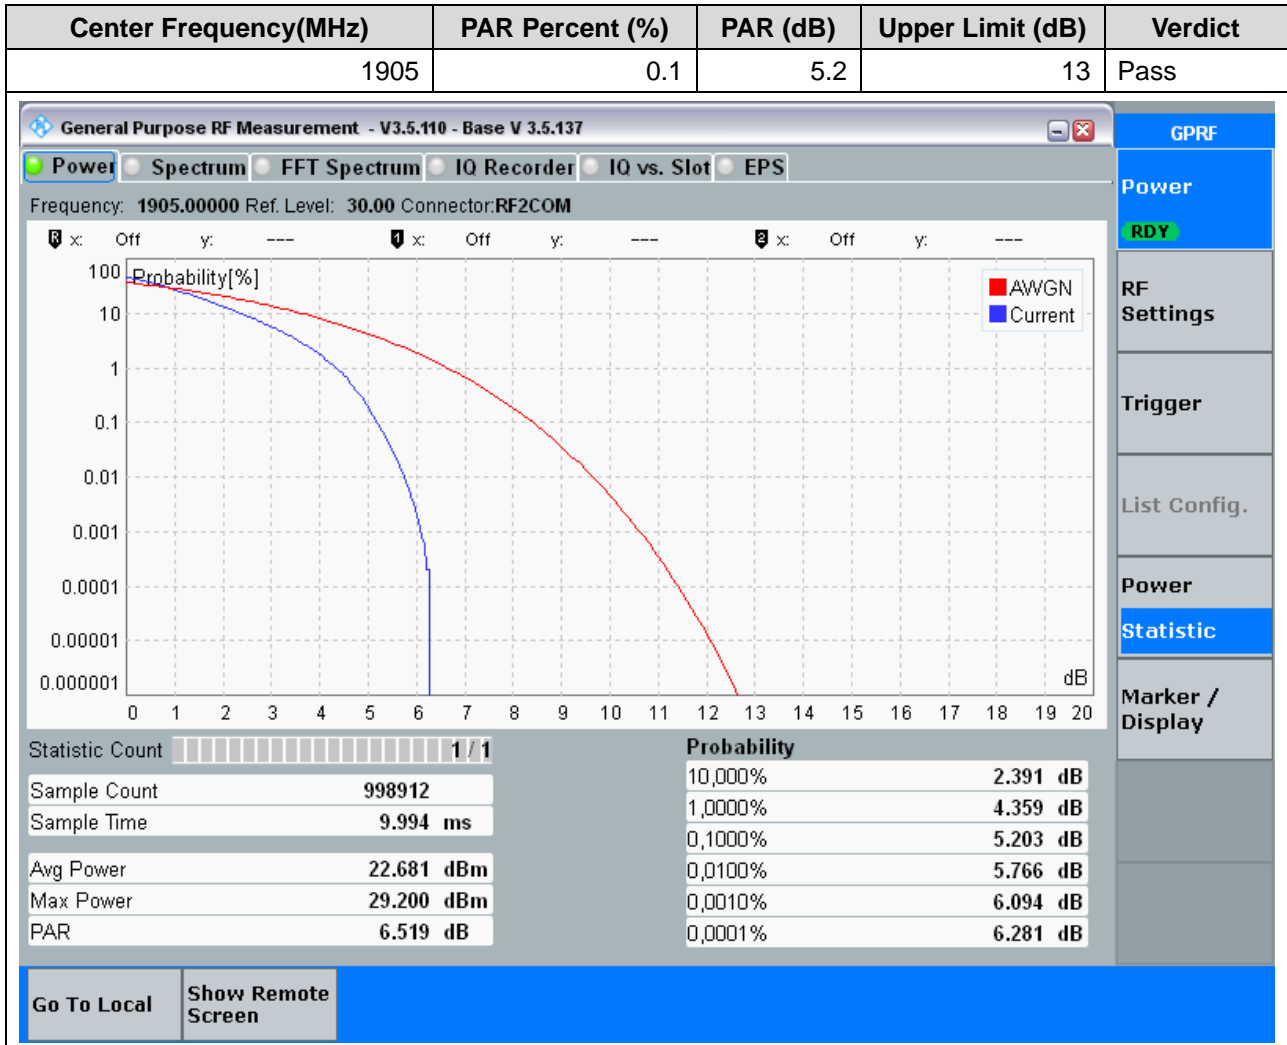 Center Frequency(MHz) PAR Percent (%) PAR (dB) Upper Limit (dB) Verdict
1905 0.1 5.2 13 Pass
General Purpose RF Measurement - V3.5.110 - Base V 3.5.137
GPRF
Power Spectrum FFT Spectrum IQ Recorder IQ vs. Slot EPS
Frequency: 1905.00000 Ref. Level: 30.00 Connector:RF2COM
R x: Off y: --- 1 x: Off y: --- 2 x: Off y: ---
Probability[%]
AWGN
Current
100
10
1
0.1
0.01
0.001
0.0001
0.00001
0.000001
dB
0 1 2 3 4 5 6 7 8 9 10 11 12 13 14 15 16 17 18 19 20
Statistic Count 1 / 1
Sample Count 998912
Sample Time 9.994 ms
Avg Power 22.681 dBm
Max Power 29.200 dBm
PAR 6.519 dB
Probability
10,000% 2.391 dB
1,0000% 4.359 dB
0,1000% 5.203 dB
0,0100% 5.766 dB
0,0010% 6.094 dB
0,0001% 6.281 dB
Power
RDY
RF
Settings
Trigger
List Config.
Power
Statistic
Marker /
Display
Go To Local
Show Remote
Screen